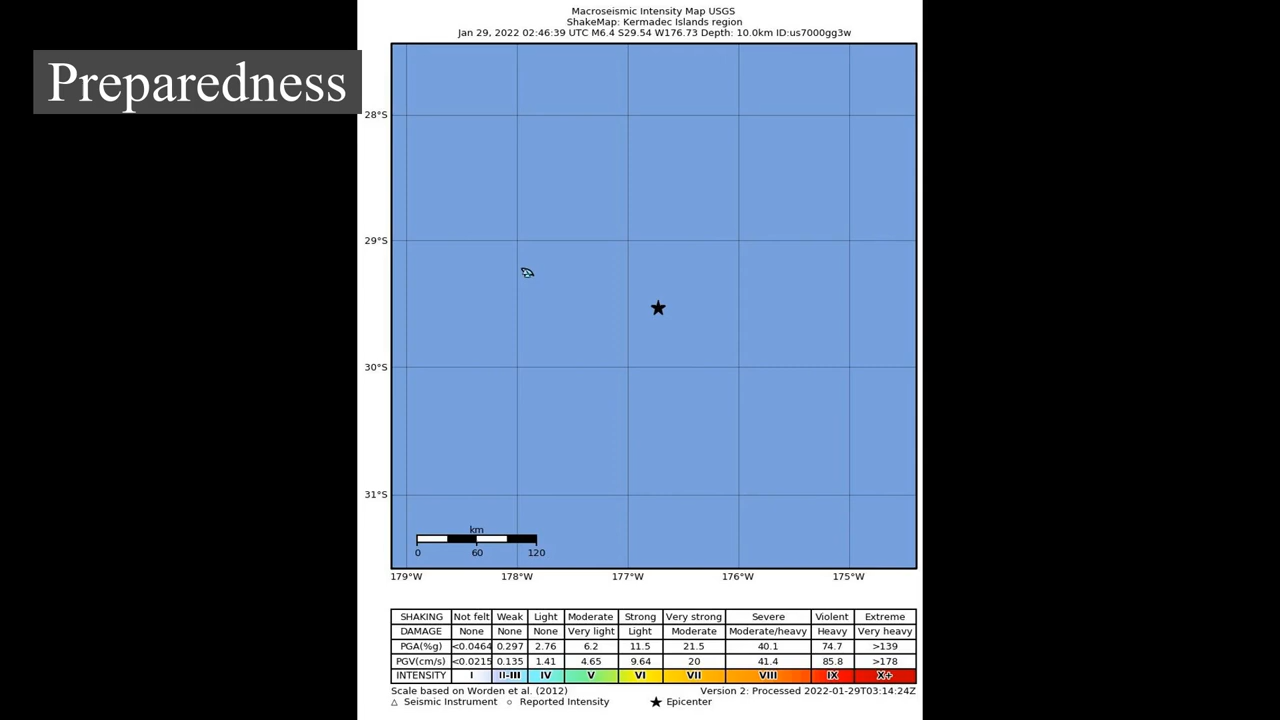 Macroseismic Intensity Map USGS
ShakeMap: Kermadec Islands region
Jan 29, 2022 02:46:39 UTC M6.4 S29.54 W176.73 Depth: 10.0km ID:us7000gg3w
Preparedness
28°S
29°S
30°S
31°S
km
0 60 120
179°W 178°W 177°W 176°W 175°W
SHAKING Not felt Weak Light Moderate Strong Very strong Severe Violent Extreme
DAMAGE None None None Very light Light Moderate Moderate/heavy Heavy Very heavy
PGA(%g) <0.0464 0.297 2.76 6.2 11.5 21.5 40.1 74.7 >139
PGV(cm/s) <0.0215 0.135 1.41 4.65 9.64 20 41.4 85.8 >178
INTENSITY I II-III IV V VI VII VIII IX X+
Scale based on Worden et al. (2012) Version 2: Processed 2022-01-29T03:14:24Z
△ Seismic Instrument ○ Reported Intensity ★ Epicenter